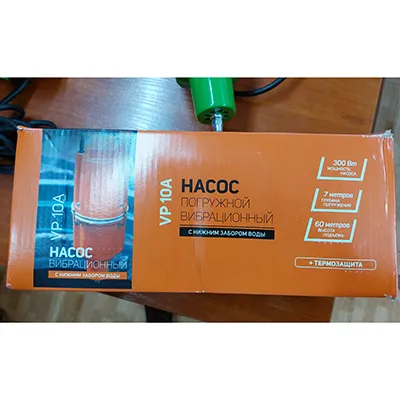 VP 10A
НАСОС
ВИБРАЦИОННЫЙ
С НИЖНИМ ЗАБОРОМ ВОДЫ
VP 10A
НАСОС
ПОГРУЖНОЙ
ВИБРАЦИОННЫЙ
С НИЖНИМ ЗАБОРОМ ВОДЫ
300 Вт
МОЩНОСТЬ
НАСОСА
7 метров
ГЛУБИНА
ПОГРУЖЕНИЯ
60 метров
ВЫСОТА
ПОДЪЕМА
+ ТЕРМОЗАЩИТА